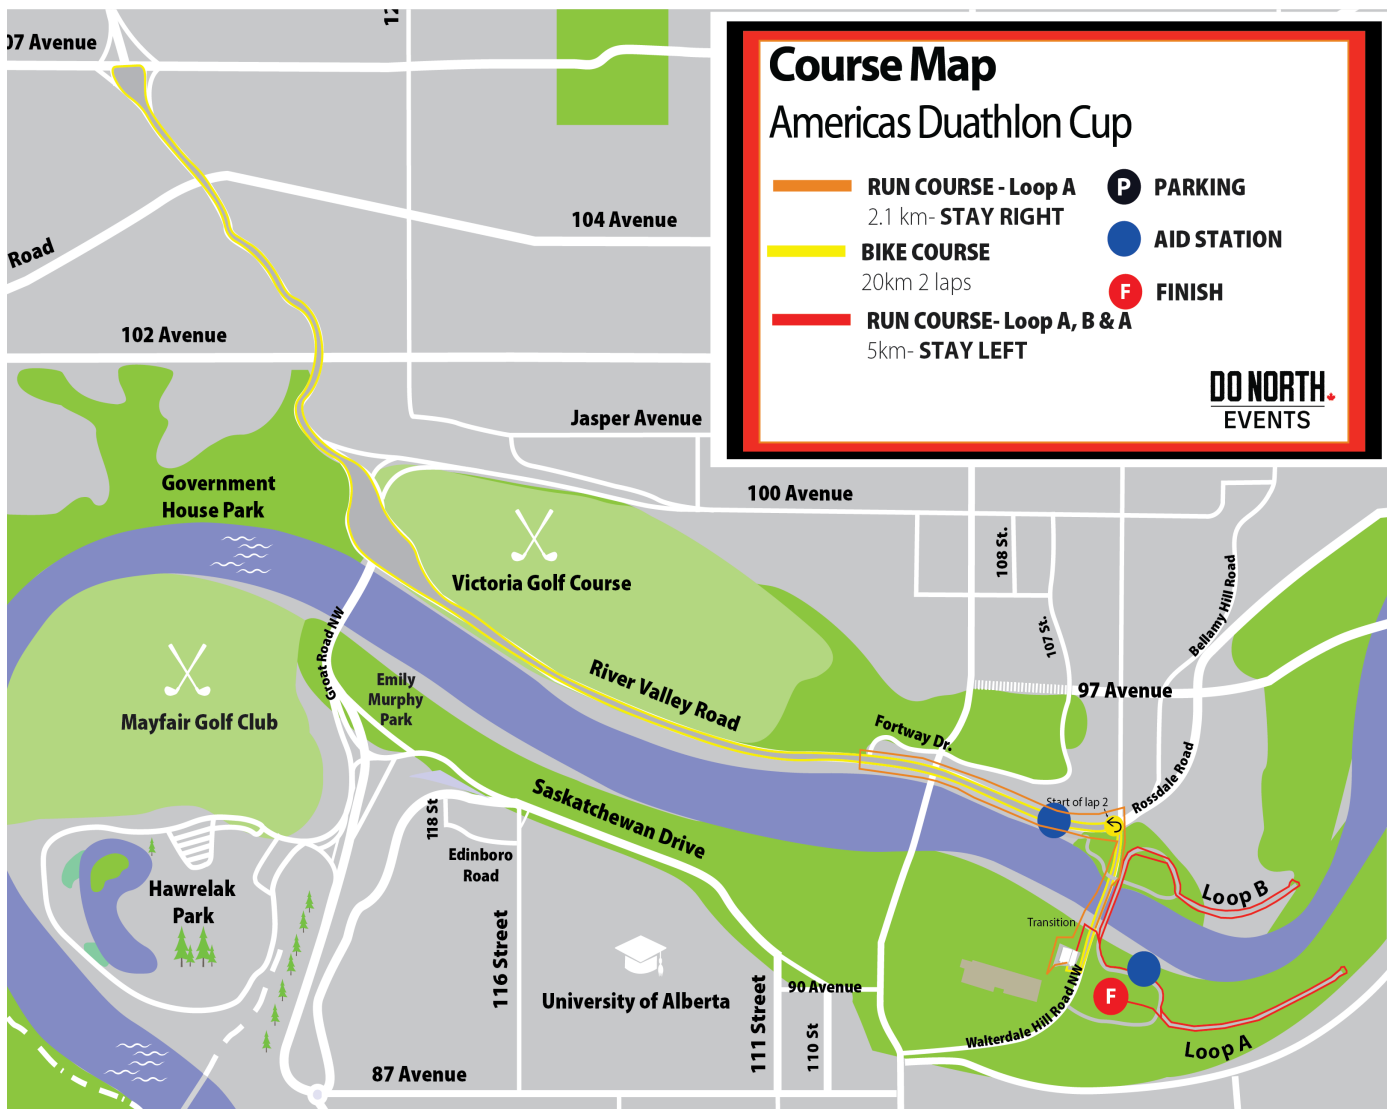 12
07 Avenue
Course Map
Americas Duathlon Cup
RUN COURSE - Loop A
2.1 km- STAY RIGHT
BIKE COURSE
20km 2 laps
RUN COURSE- Loop A, B & A
5km- STAY LEFT
P PARKING
AID STATION
F FINISH
DO NORTH
EVENTS
104 Avenue
Road
102 Avenue
Jasper Avenue
Government
House Park
100 Avenue
108 St.
Victoria Golf Course
Bellamy Hill Road
107 St.
Groat Road NW
River Valley Road
Emily
Murphy
Park
97 Avenue
Mayfair Golf Club
Fortway Dr.
Rossdale Road
Start of lap 2
Saskatchewan Drive
118 St
Edinboro
Road
Hawrelak
Park
Loop B
Transition
116 Street
University of Alberta
90 Avenue
F
111 Street
110 St
Walterdale Hill Road NW
Loop A
87 Avenue